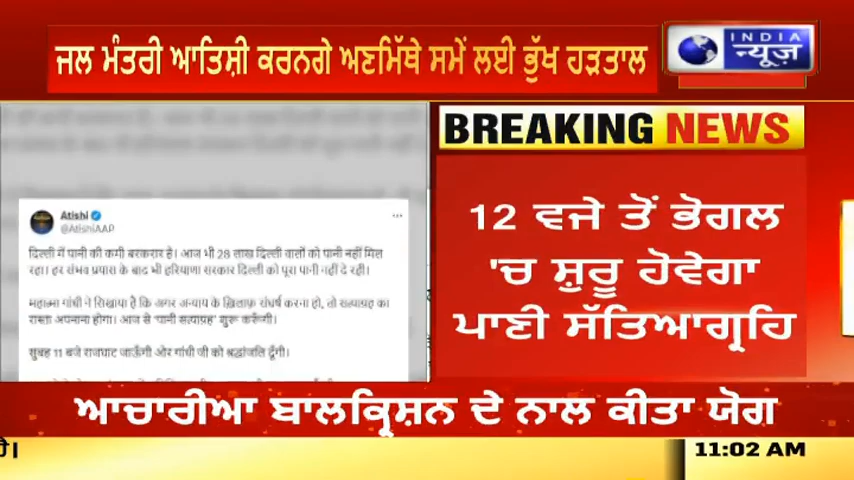 ਜਲ ਮੰਤਰੀ ਆਤਿਸ਼ੀ ਕਰਨਗੇ ਅਣਮਿੱਥੇ ਸਮੇਂ ਲਈ ਭੁੱਖ ਹੜਤਾਲ
INDIA
न्यूज़
BREAKING NEWS
12 ਵਜੇ ਤੋਂ ਭੋਗਲ
'ਚ ਸ਼ੁਰੂ ਹੋਵੇਗਾ
ਪਾਣੀ ਸੱਤਿਆਗ੍ਰਹਿ
Atishi
@AtishiAAP
दिल्ली में पानी की कमी बरकरार है। आज भी 28 लाख दिल्ली वालों को पानी नहीं मिल
रहा। हर संभव प्रयास के बाद भी हरियाणा सरकार दिल्ली को पूरा पानी नहीं दे रही।
महात्मा गांधी ने सिखाया है कि अगर अन्याय के ख़िलाफ़ संघर्ष करना हो, तो सत्याग्रह का
रास्ता अपनाना होगा। आज से 'पानी सत्याग्रह' शुरू करूँगी।
सुबह 11 बजे राजघाट जाऊँगी और गांधी जी को श्रद्धांजलि दूँगी।
ਆਚਾਰੀਆ ਬਾਲਕ੍ਰਿਸ਼ਨ ਦੇ ਨਾਲ ਕੀਤਾ ਯੋਗ
है।
11:02 AM